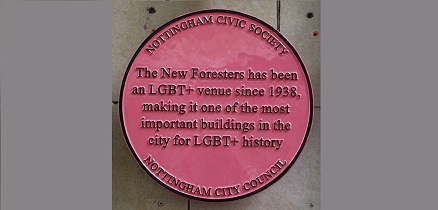 NOTTINGHAM CIVIC SOCIETY
The New Foresters has been
an LGBT+ venue since 1938,
making it one of the most
important buildings in the
city for LGBT+ history
NOTTINGHAM CITY COUNCIL